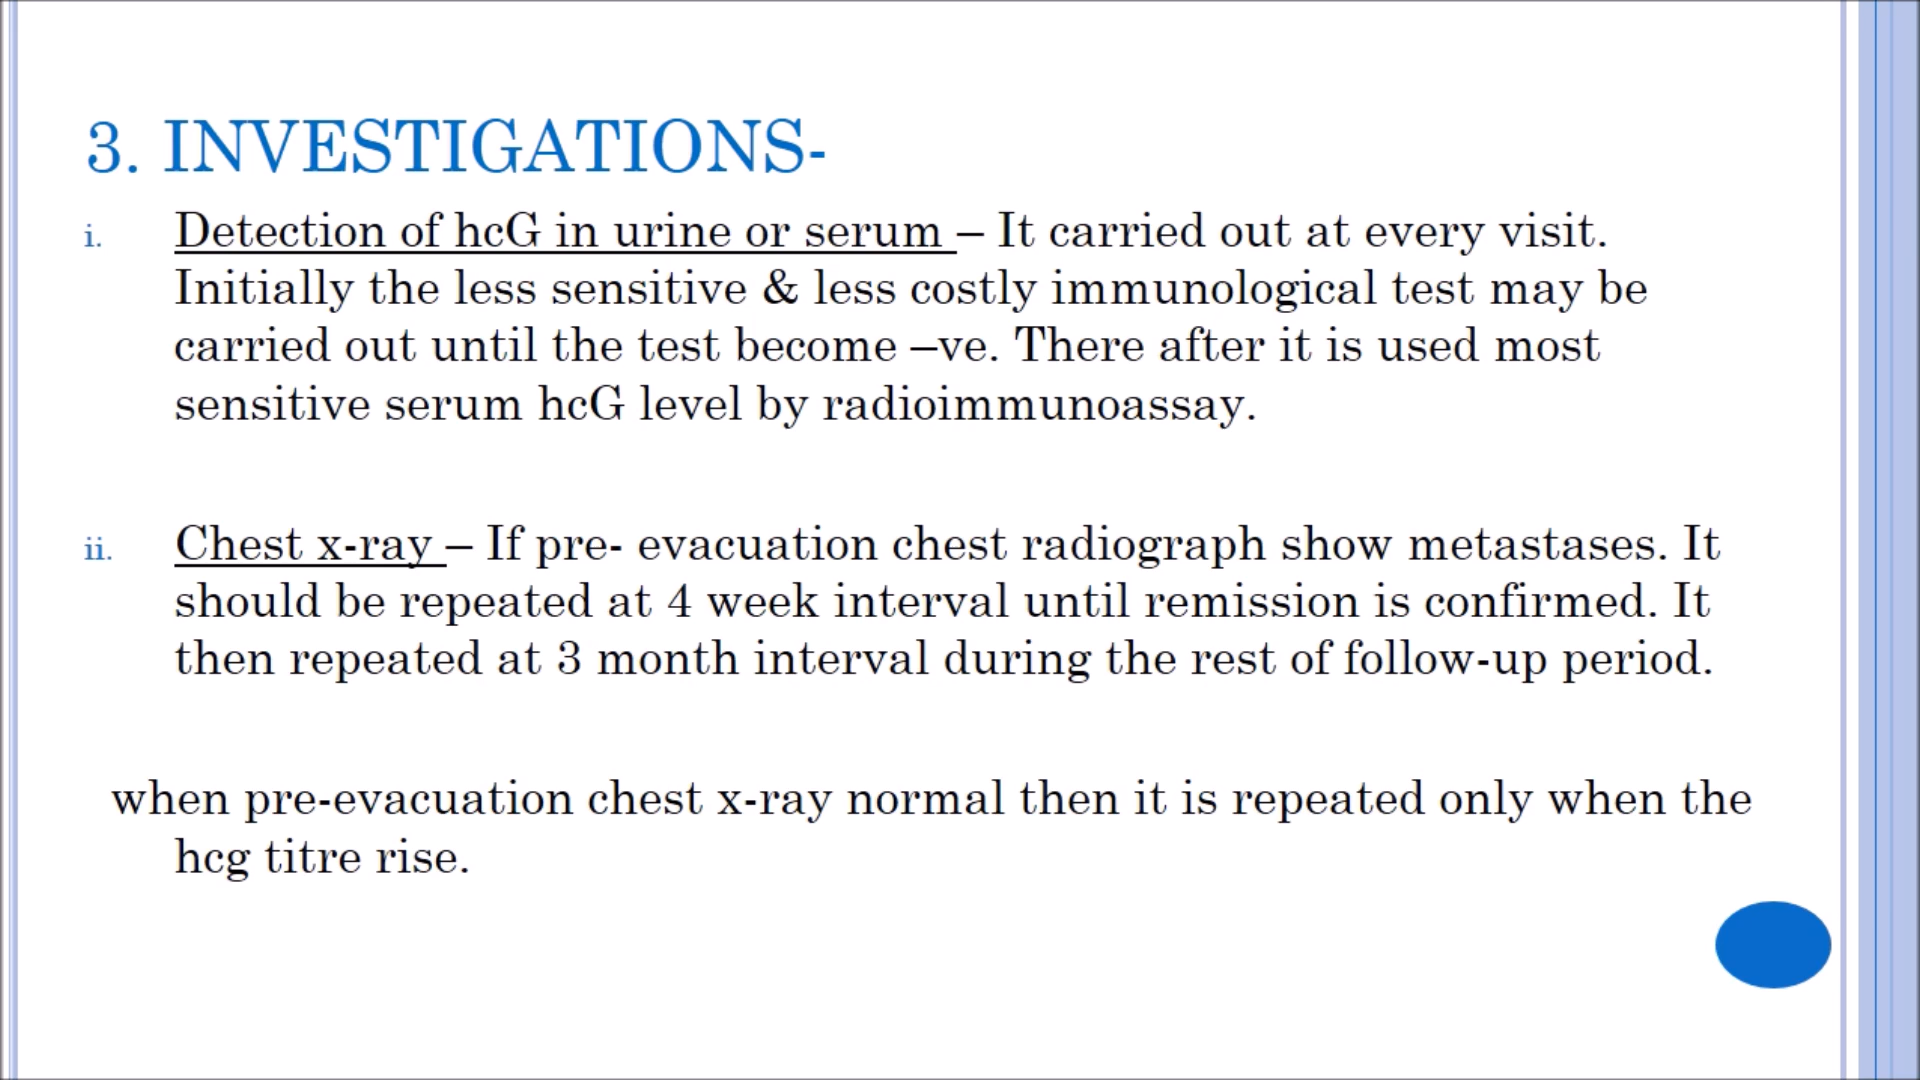 3. INVESTIGATIONS-
i. Detection of hcG in urine or serum – It carried out at every visit.
Initially the less sensitive & less costly immunological test may be
carried out until the test become –ve. There after it is used most
sensitive serum hcG level by radioimmunoassay.
ii. Chest x-ray – If pre- evacuation chest radiograph show metastases. It
should be repeated at 4 week interval until remission is confirmed. It
then repeated at 3 month interval during the rest of follow-up period.
when pre-evacuation chest x-ray normal then it is repeated only when the
hcg titre rise.